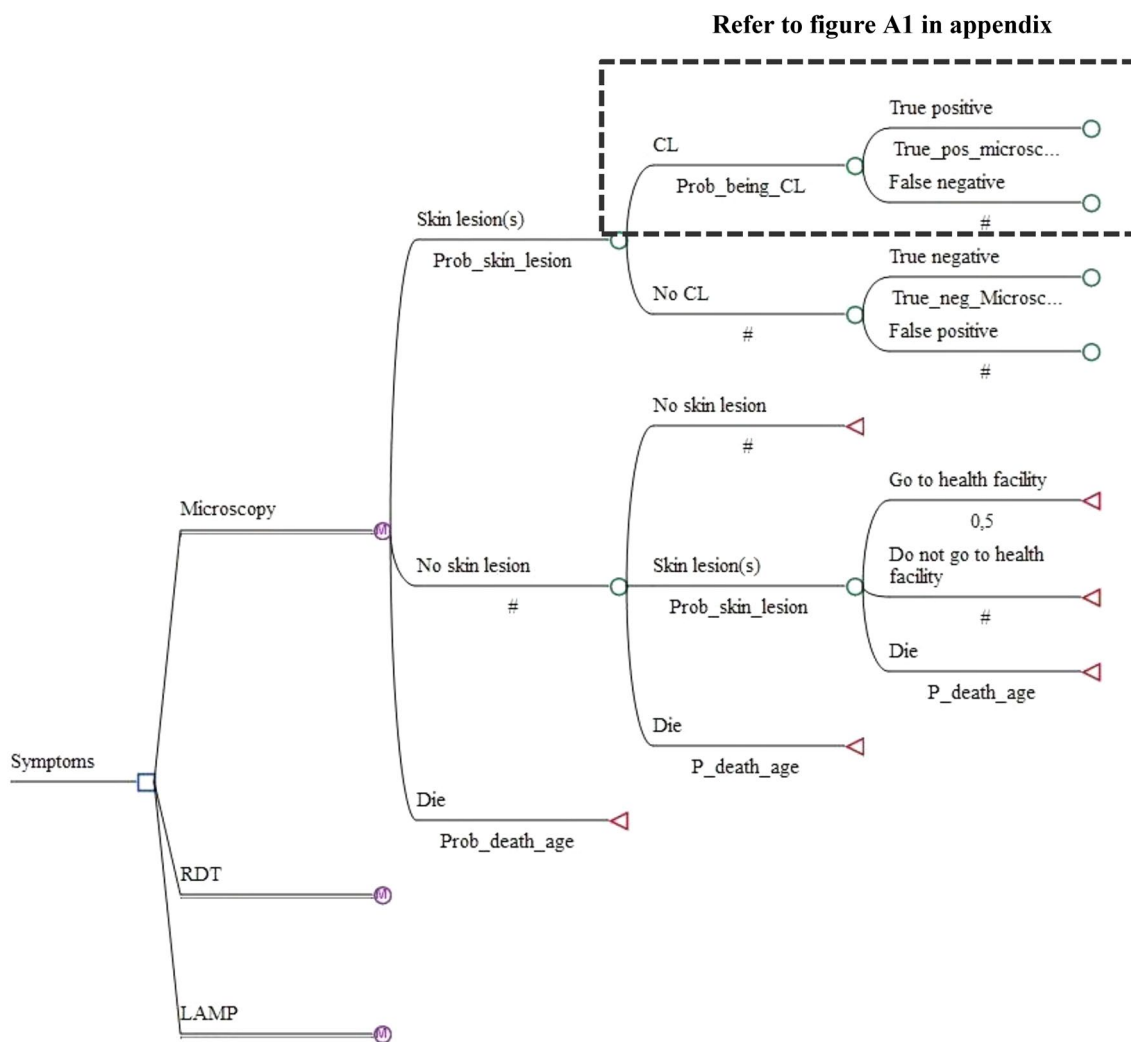 Refer to figure A1 in appendix
True positive
CL
True_pos_microsc...
Prob_being_CL
False negative
#
Skin lesion(s)
Prob_skin_lesion
True negative
No CL
True_neg_Microsc...
#
False positive
#
No skin lesion
#
Go to health facility
0,5
Microscopy
No skin lesion
#
Skin lesion(s)
Prob_skin_lesion
Do not go to health
facility
#
Die
P_death_age
Die
P_death_age
Symptoms
Die
Prob_death_age
RDT
LAMP
M
M
M